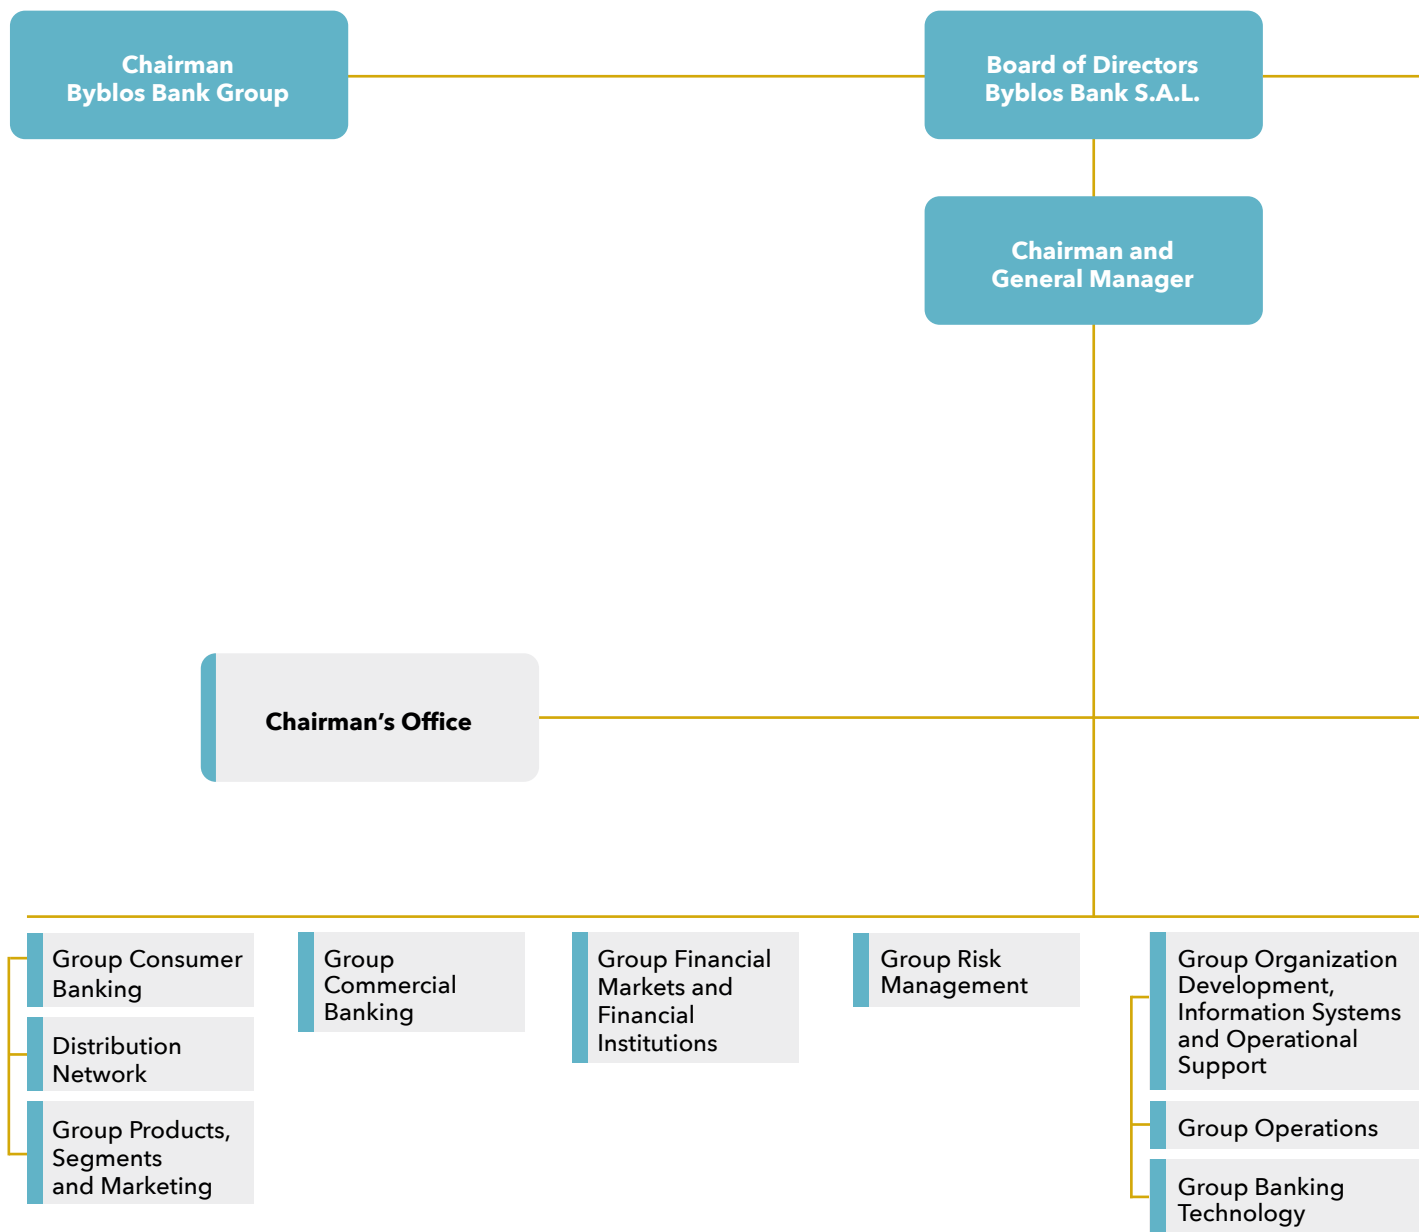 Chairman
Byblos Bank Group
Board of Directors
Byblos Bank S.A.L.
Chairman and
General Manager
Chairman’s Office
Group Consumer
Banking
Distribution
Network
Group Products,
Segments
and Marketing
Group
Commercial
Banking
Group Financial
Markets and
Financial
Institutions
Group Risk
Management
Group Organization
Development,
Information Systems
and Operational
Support
Group Operations
Group Banking
Technology